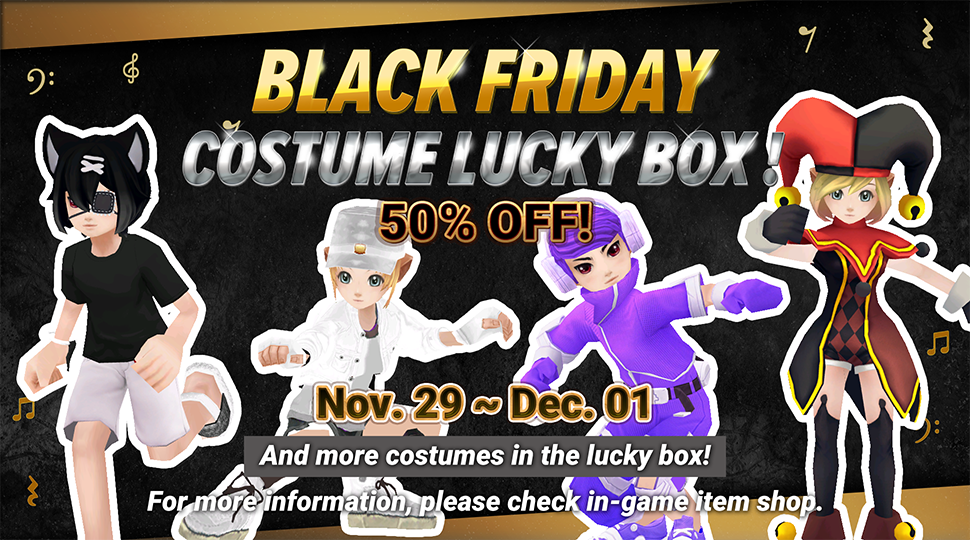 BLACK FRIDAY
COSTUME LUCKY BOX !
50% OFF!
Nov. 29 ~ Dec. 01
And more costumes in the lucky box!
For more information, please check in-game item shop.